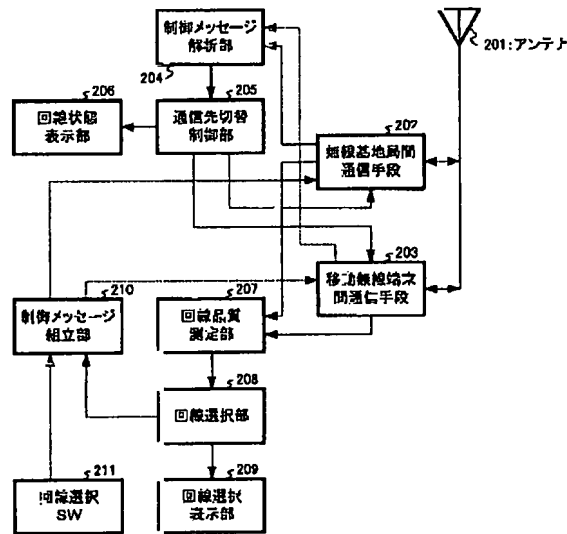 制御メッセージ
解析部
204
201:アンテナ
206
205
回線状態
表示部
通信先切替
制御部
202
無線基地局間
通信手段
203
移動無線端末
間通信手段
210
207
制御メッセージ
組立部
回線品質
測定部
208
回線選択部
211
209
回線選択
SW
回線選択
表示部